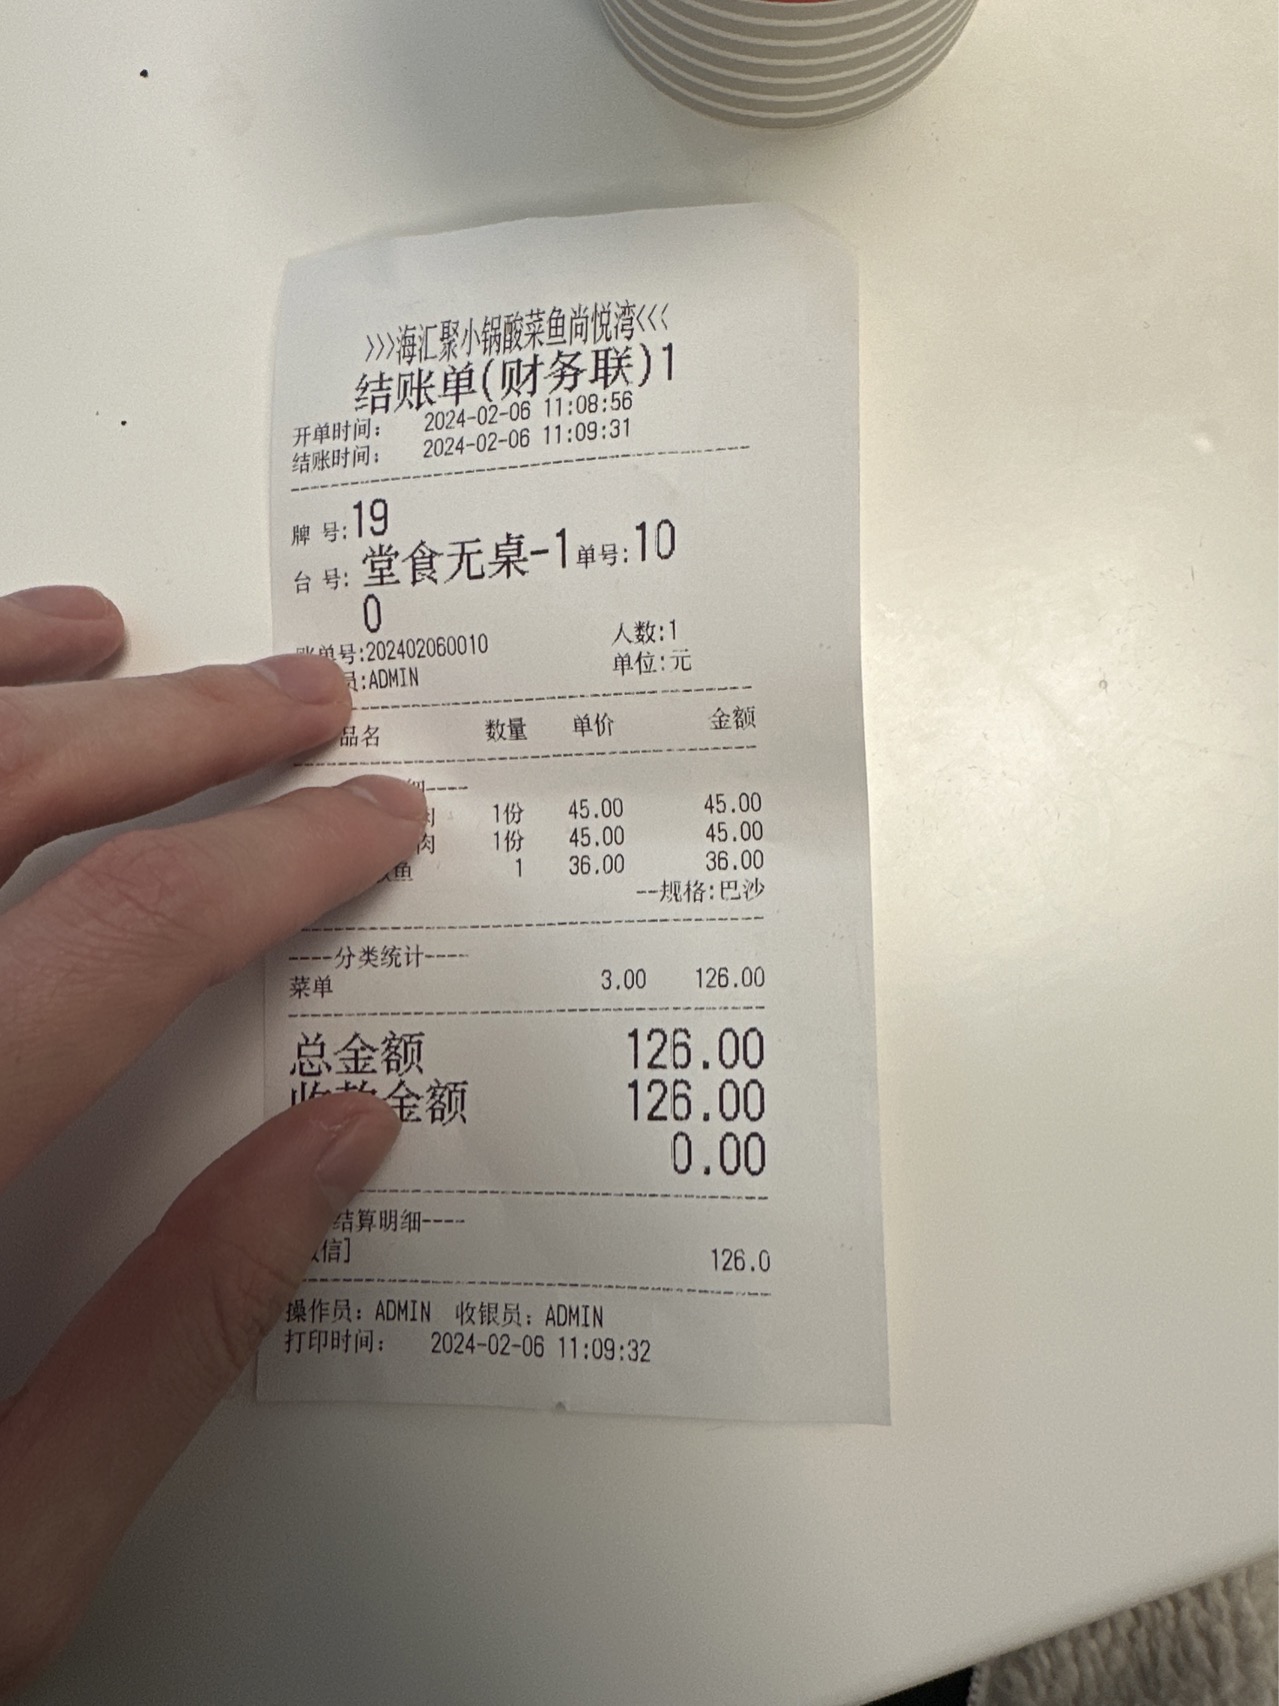 >>>海汇聚小锅酸菜鱼尚悦湾<<<
结账单(财务联)1
开单时间: 2024-02-06 11:08:56
结账时间: 2024-02-06 11:09:31
牌 号:19
台 号: 堂食无桌-1 单号:10
0
账单号:202402060010 人数:1
员:ADMIN 单位:元
品名 数量 单价 金额
细----
肉 1份 45.00 45.00
肉 1份 45.00 45.00
鱼 1 36.00 36.00
--规格:巴沙
----分类统计----
菜单 3.00 126.00
总金额 126.00
收款金额 126.00
0.00
结算明细----
信] 126.0
操作员: ADMIN 收银员: ADMIN
打印时间: 2024-02-06 11:09:32